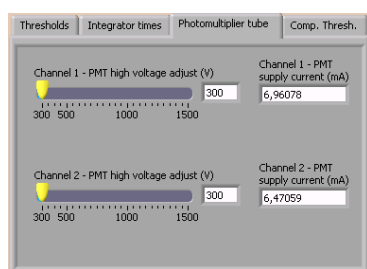 Thresholds Integrator times Photomultiplier tube Comp. Thresh.
Channel 1 - PMT high voltage adjust (V)
300
300 500 1000 1500
Channel 1 - PMT
supply current (mA)
6,96078
Channel 2 - PMT high voltage adjust (V)
300
300 500 1000 1500
Channel 2 - PMT
supply current (mA)
6,47059